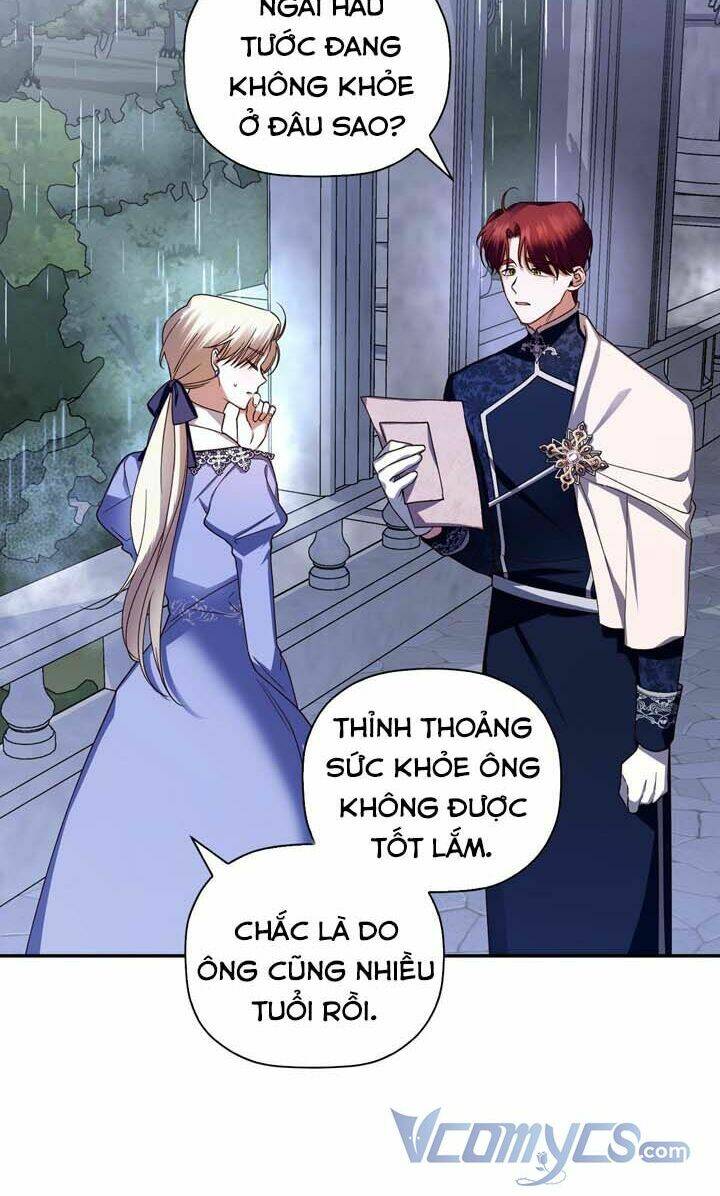 NGÀI HẦU
TƯỚC ĐANG
KHÔNG KHỎE
Ở ĐÂU SAO?
THỈNH THOẢNG
SỨC KHỎE ÔNG
KHÔNG ĐƯỢC
TỐT LẮM.
CHẮC LÀ DO
ÔNG CŨNG NHIỀU
TUỔI RỒI.
VCOMYCS.com